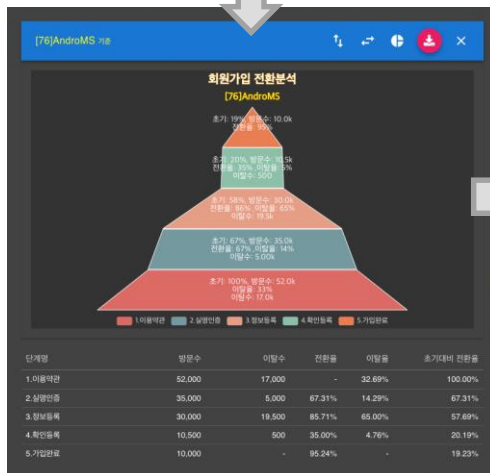 [76]AndroMS 기준
회원가입 전환분석
[76]AndroMS
초기: 19%, 방문수: 10.0k
전환율: 95%
초기: 20%, 방문수: 10.5k
전환율: 35%, 이탈율: 5%
이탈수: 500
초기: 58%, 방문수: 30.0k
전환율: 86%, 이탈율: 65%
이탈수: 19.5k
초기: 67%, 방문수: 35.0k
전환율: 67%, 이탈율: 14%
이탈수: 5.00k
초기: 100%, 방문수: 52.0k
이탈율: 33%
이탈수: 17.0k
1.이용약관 2.실명인증 3.정보등록 4.확인등록 5.가입완료
단계명 방문수 이탈수 전환율 이탈율 초기대비 전환율
1.이용약관 52,000 17,000 - 32.69% 100.00%
2.실명인증 35,000 5,000 67.31% 14.29% 67.31%
3.정보등록 30,000 19,500 85.71% 65.00% 57.69%
4.확인등록 10,500 500 35.00% 4.76% 20.19%
5.가입완료 10,000 - 95.24% - 19.23%